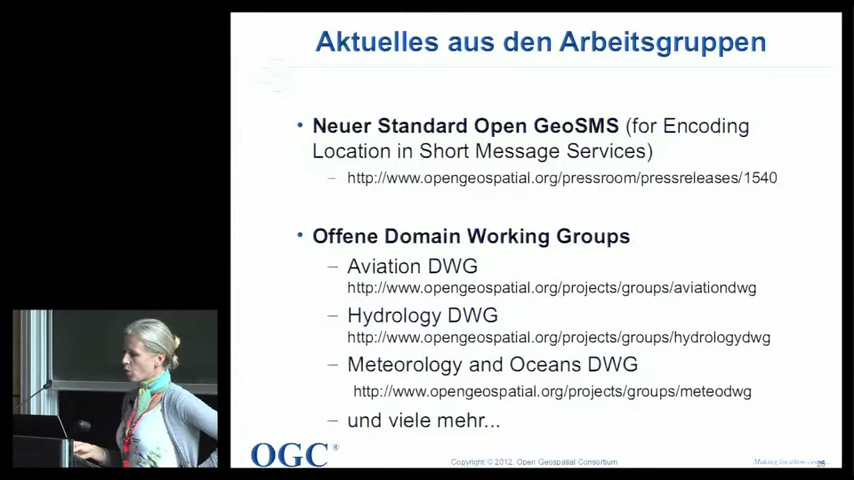 Aktuelles aus den Arbeitsgruppen
• Neuer Standard Open GeoSMS (for Encoding
Location in Short Message Services)
– http://www.opengeospatial.org/pressroom/pressreleases/1540
• Offene Domain Working Groups
– Aviation DWG
http://www.opengeospatial.org/projects/groups/aviationdwg
– Hydrology DWG
http://www.opengeospatial.org/projects/groups/hydrologydwg
– Meteorology and Oceans DWG
http://www.opengeospatial.org/projects/groups/meteodwg
– und viele mehr...
OGC®
Copyright © 2012, Open Geospatial Consortium
Making location